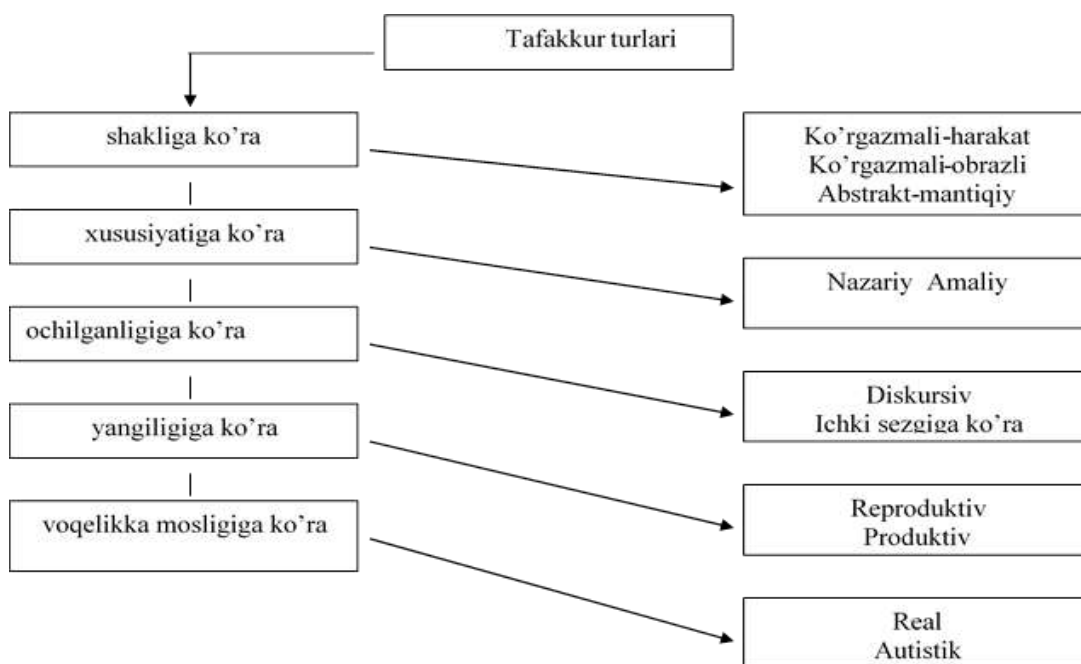 Tafakkur turlari
shakliga ko’ra
Ko’rgazmali-harakat
Ko’rgazmali-obrazli
Abstrakt-mantiqiy
xususiyatiga ko’ra
Nazariy Amaliy
ochilganligiga ko’ra
Diskursiv
Ichki sezgiga ko’ra
yangiligiga ko’ra
Reproduktiv
Produktiv
voqelikka mosligiga ko’ra
Real
Autistik